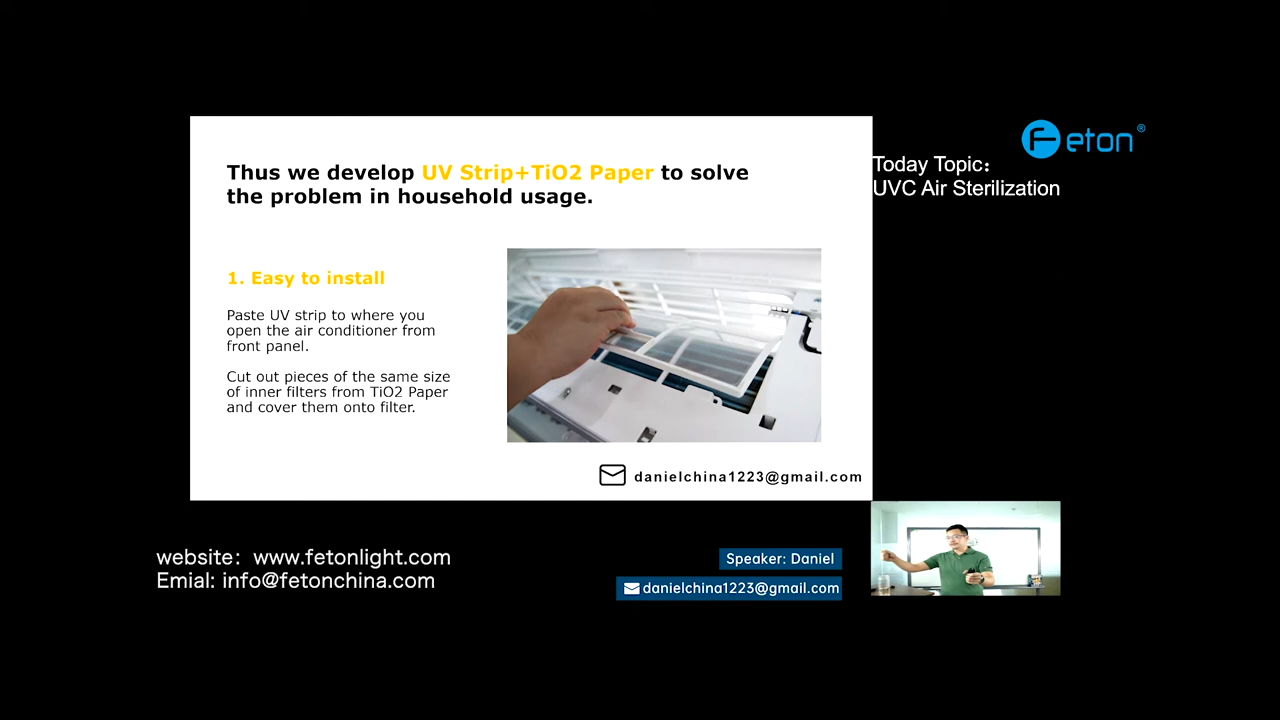 Thus we develop UV Strip+TiO2 Paper to solve
the problem in household usage.
1. Easy to install
Paste UV strip to where you
open the air conditioner from
front panel.
Cut out pieces of the same size
of inner filters from TiO2 Paper
and cover them onto filter.
danielchina1223@gmail.com
Feton®
Today Topic：
UVC Air Sterilization
website：www.fetonlight.com
Emial: info@fetonchina.com
Speaker: Daniel
danielchina1223@gmail.com